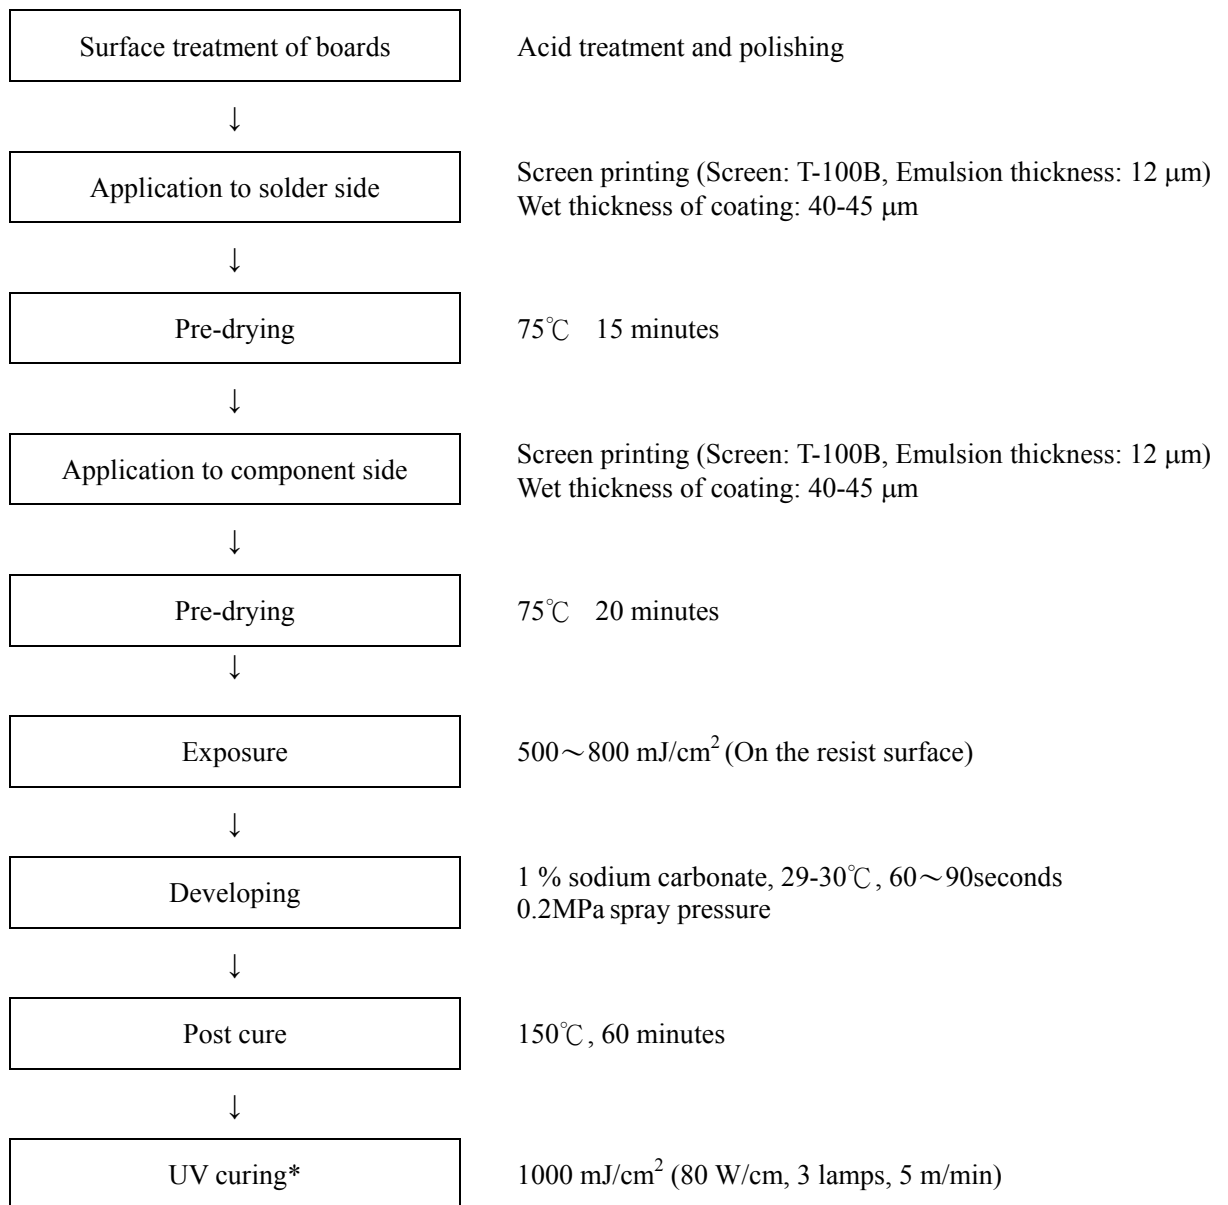 Surface treatment of boards
Acid treatment and polishing
↓
Application to solder side
Screen printing (Screen: T-100B, Emulsion thickness: 12 μm)
Wet thickness of coating: 40-45 μm
↓
Pre-drying
75℃ 15 minutes
↓
Application to component side
Screen printing (Screen: T-100B, Emulsion thickness: 12 μm)
Wet thickness of coating: 40-45 μm
↓
Pre-drying
75℃ 20 minutes
↓
Exposure
500～800 mJ/cm² (On the resist surface)
↓
Developing
1 % sodium carbonate, 29-30℃, 60～90seconds
0.2MPa spray pressure
↓
Post cure
150℃, 60 minutes
↓
UV curing*
1000 mJ/cm² (80 W/cm, 3 lamps, 5 m/min)